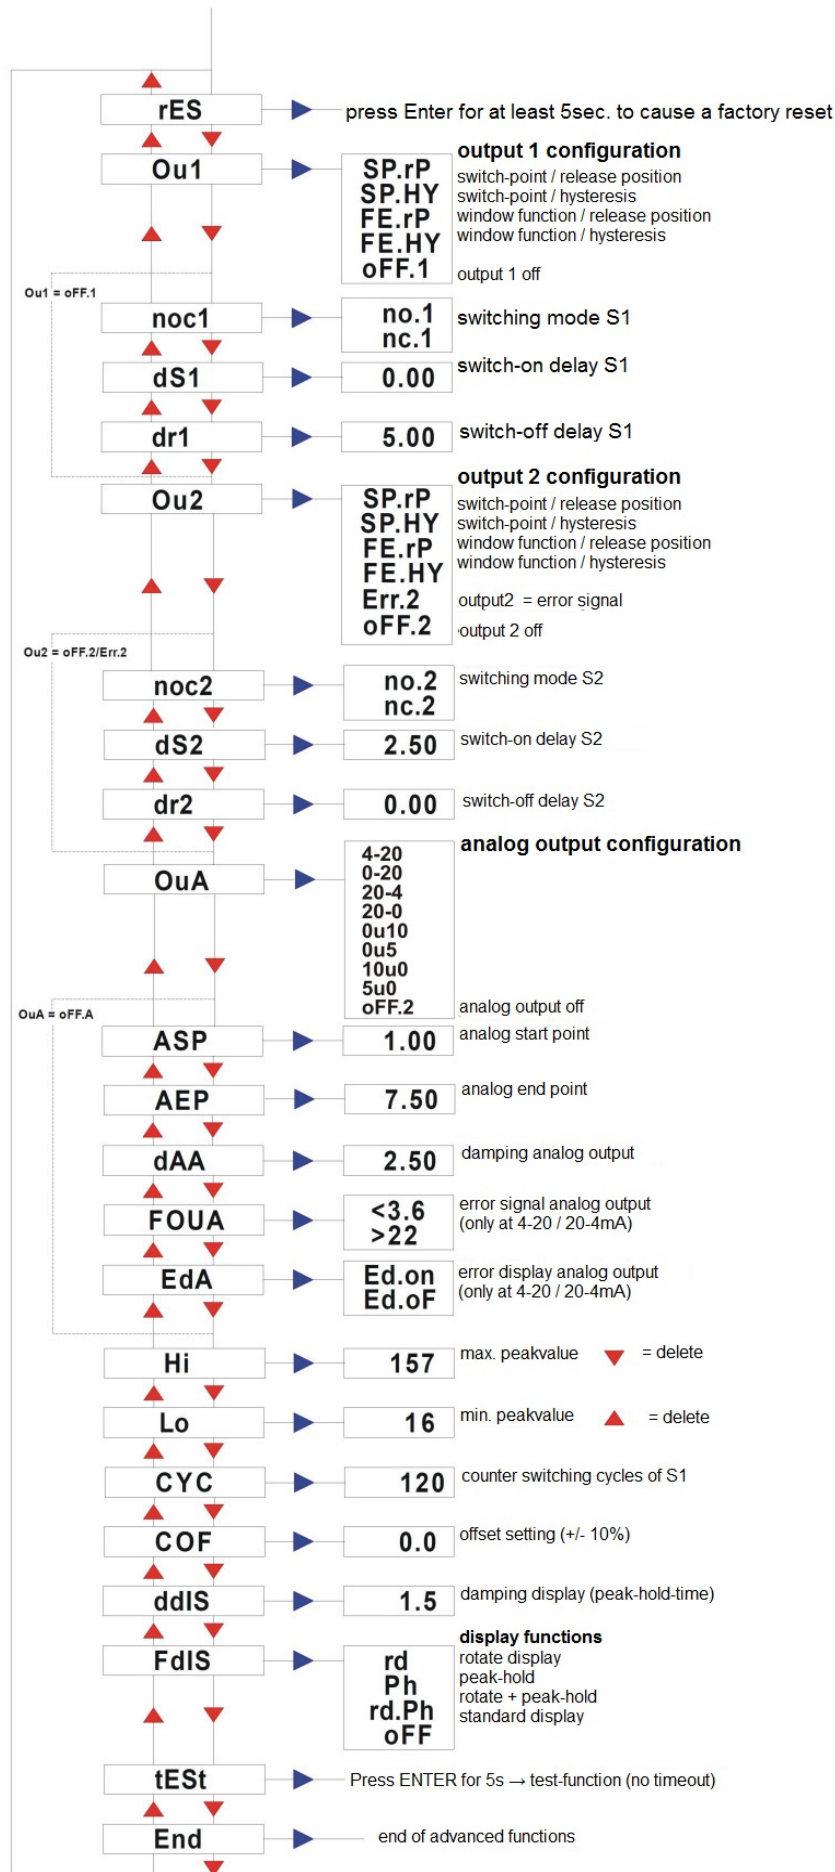 rES
press Enter for at least 5sec. to cause a factory reset
Ou1
output 1 configuration
SP.rP switch-point / release position
SP.HY switch-point / hysteresis
FE.rP window function / release position
FE.HY window function / hysteresis
oFF.1 output 1 off
Ou1 = oFF.1
noc1
no.1 switching mode S1
nc.1
dS1 0.00 switch-on delay S1
dr1 5.00 switch-off delay S1
Ou2
output 2 configuration
SP.rP switch-point / release position
SP.HY switch-point / hysteresis
FE.rP window function / release position
FE.HY window function / hysteresis
Err.2 output2 = error signal
oFF.2 output 2 off
Ou2 = oFF.2/Err.2
noc2
no.2 switching mode S2
nc.2
dS2 2.50 switch-on delay S2
dr2 0.00 switch-off delay S2
OuA
analog output configuration
4-20
0-20
20-4
20-0
0u10
0u5
10u0
5u0
oFF.2 analog output off
OuA = oFF.A
ASP 1.00 analog start point
AEP 7.50 analog end point
dAA 2.50 damping analog output
FOUA
<3.6 error signal analog output
>22 (only at 4-20 / 20-4mA)
EdA
Ed.on error display analog output
Ed.oF (only at 4-20 / 20-4mA)
Hi 157 max. peakvalue = delete
Lo 16 min. peakvalue = delete
CYC 120 counter switching cycles of S1
COF 0.0 offset setting (+/- 10%)
ddIS 1.5 damping display (peak-hold-time)
FdIS
display functions
rd rotate display
Ph peak-hold
rd.Ph rotate + peak-hold
oFF standard display
tESt Press ENTER for 5s → test-function (no timeout)
End end of advanced functions